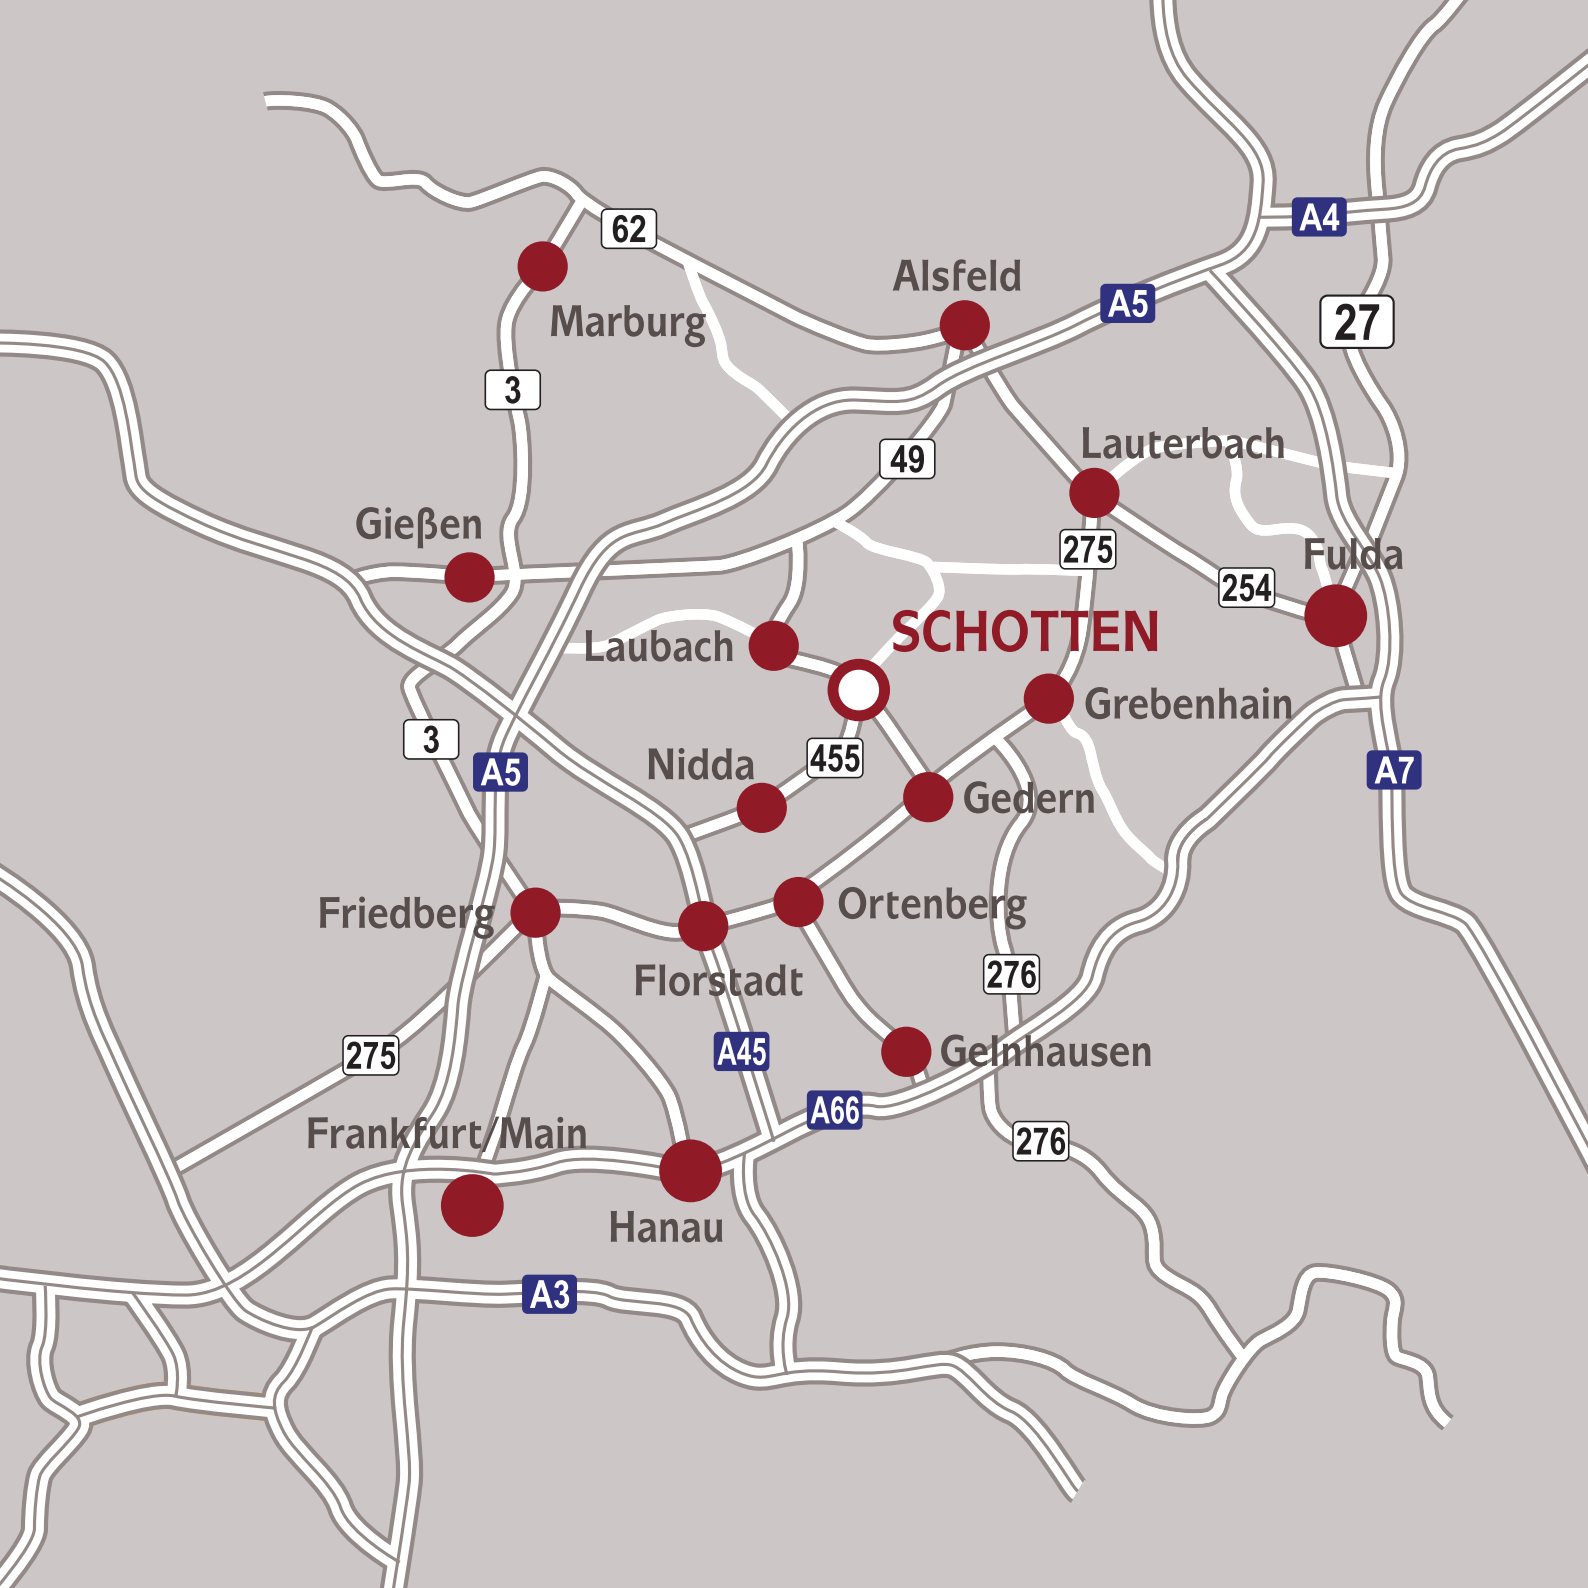 62
A4
Alsfeld
A5
27
Marburg
3
Lauterbach
49
Gießen
275
Fulda
254
SCHOTTEN
Laubach
Grebenhain
3
A5
Nidda
455
A7
Gedern
Friedberg
Ortenberg
Florstadt
276
275
A45
Gelnhausen
A66
Frankfurt/Main
276
Hanau
A3